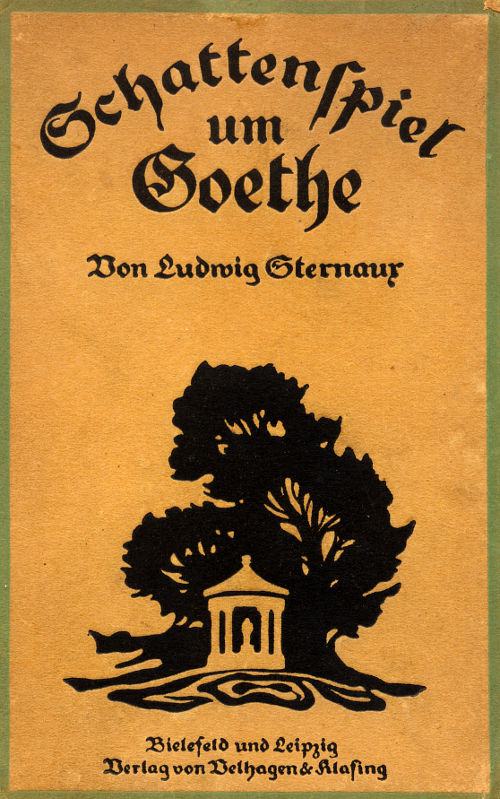 Schattenspiel
um
Goethe
Von Ludwig Sternaux
Bielefeld und Leipzig
Verlag von Velhagen & Klasing